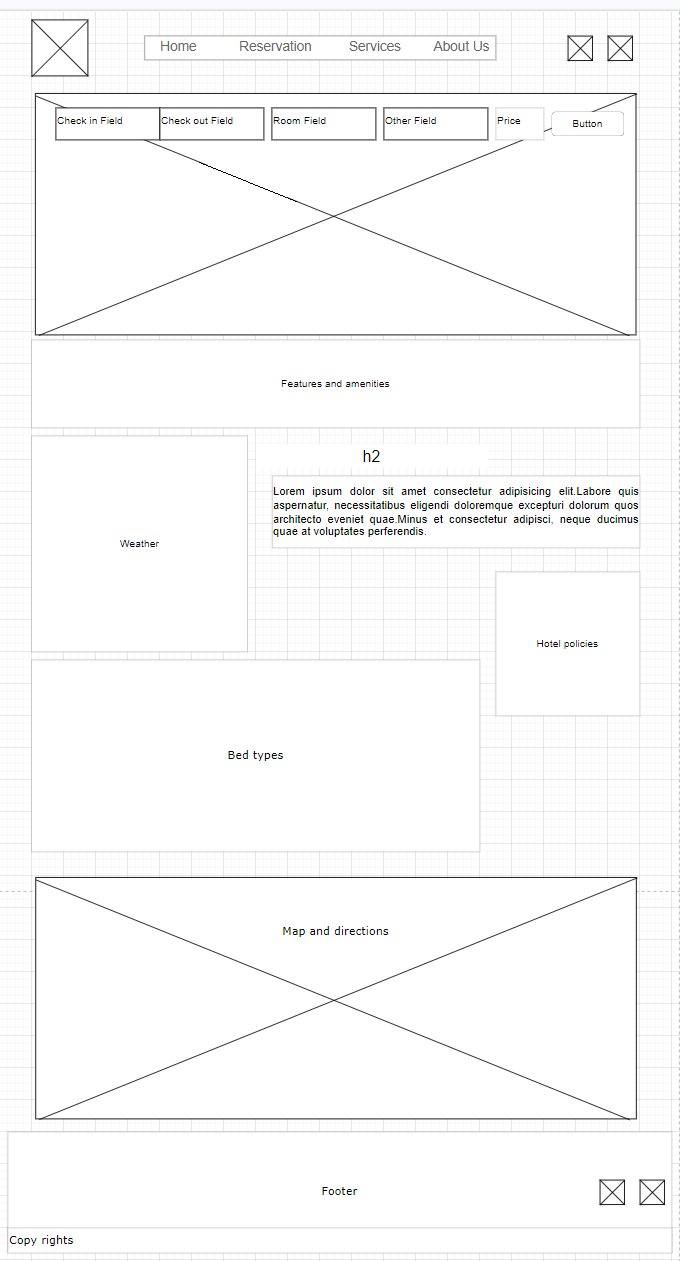 Home Reservation Services About Us
Check in Field Check out Field Room Field Other Field Price Button
Features and amenities
h2
Lorem ipsum dolor sit amet consectetur adipisicing elit.Labore quis
aspernatur, necessitatibus eligendi doloremque excepturi dolorum quos
architecto eveniet quae.Minus et consectetur adipisci, neque ducimus
quae at voluptates perferendis.
Weather
Hotel policies
Bed types
Map and directions
Footer
Copy rights